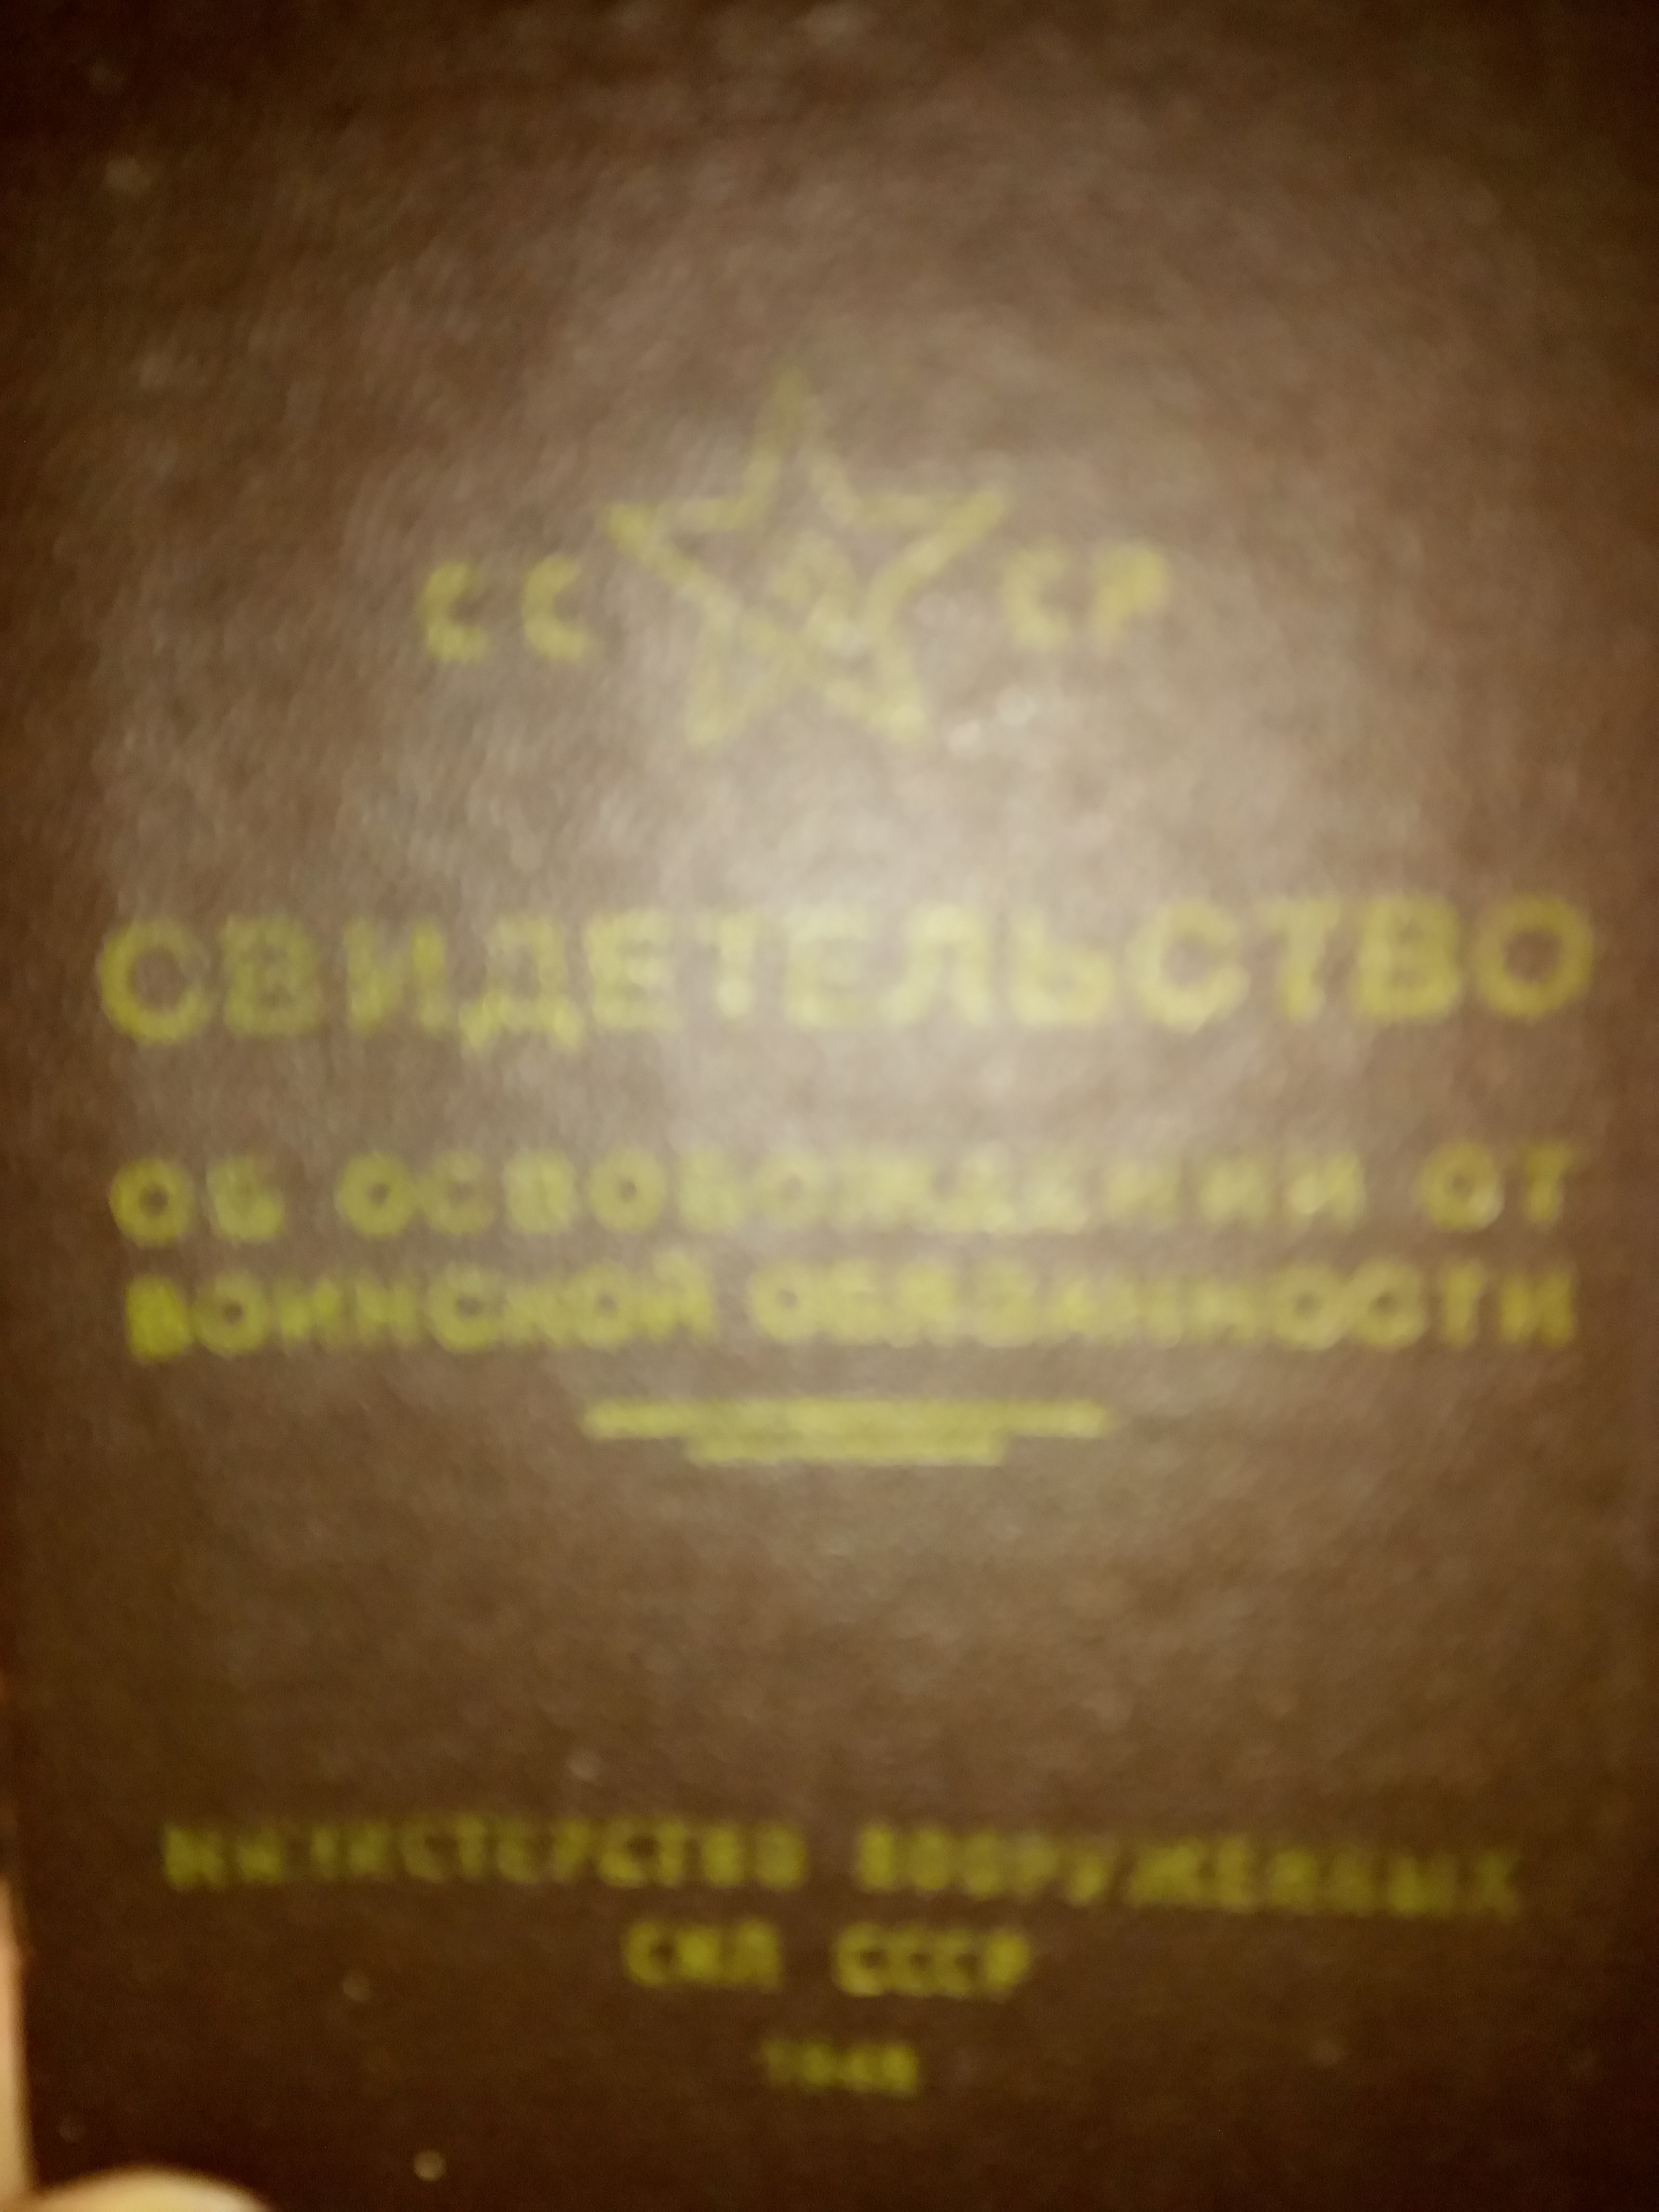 СС СР
СВИДЕТЕЛЬСТВО
ОБ ОСВОБОЖДЕНИИ ОТ
ВОИНСКОЙ ОБЯЗАННОСТИ
МИНИСТЕРСТВО ВООРУЖЕННЫХ
СИЛ СССР